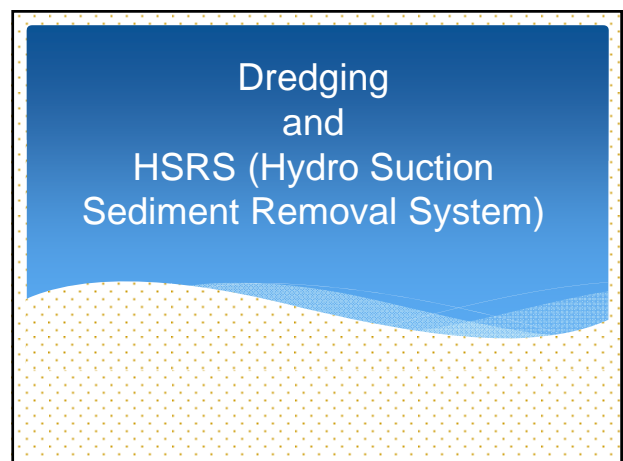 Dredging
and
HSRS (Hydro Suction
Sediment Removal System)